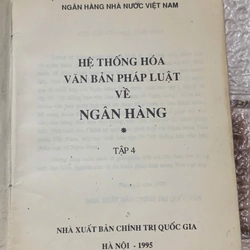 NGÂN HÀNG NHÀ NƯỚC VIỆT NAM
HỆ THỐNG HÓA
VĂN BẢN PHÁP LUẬT
VỀ
NGÂN HÀNG
TẬP 4
NHÀ XUẤT BẢN CHÍNH TRỊ QUỐC GIA
HÀ NỘI - 1995